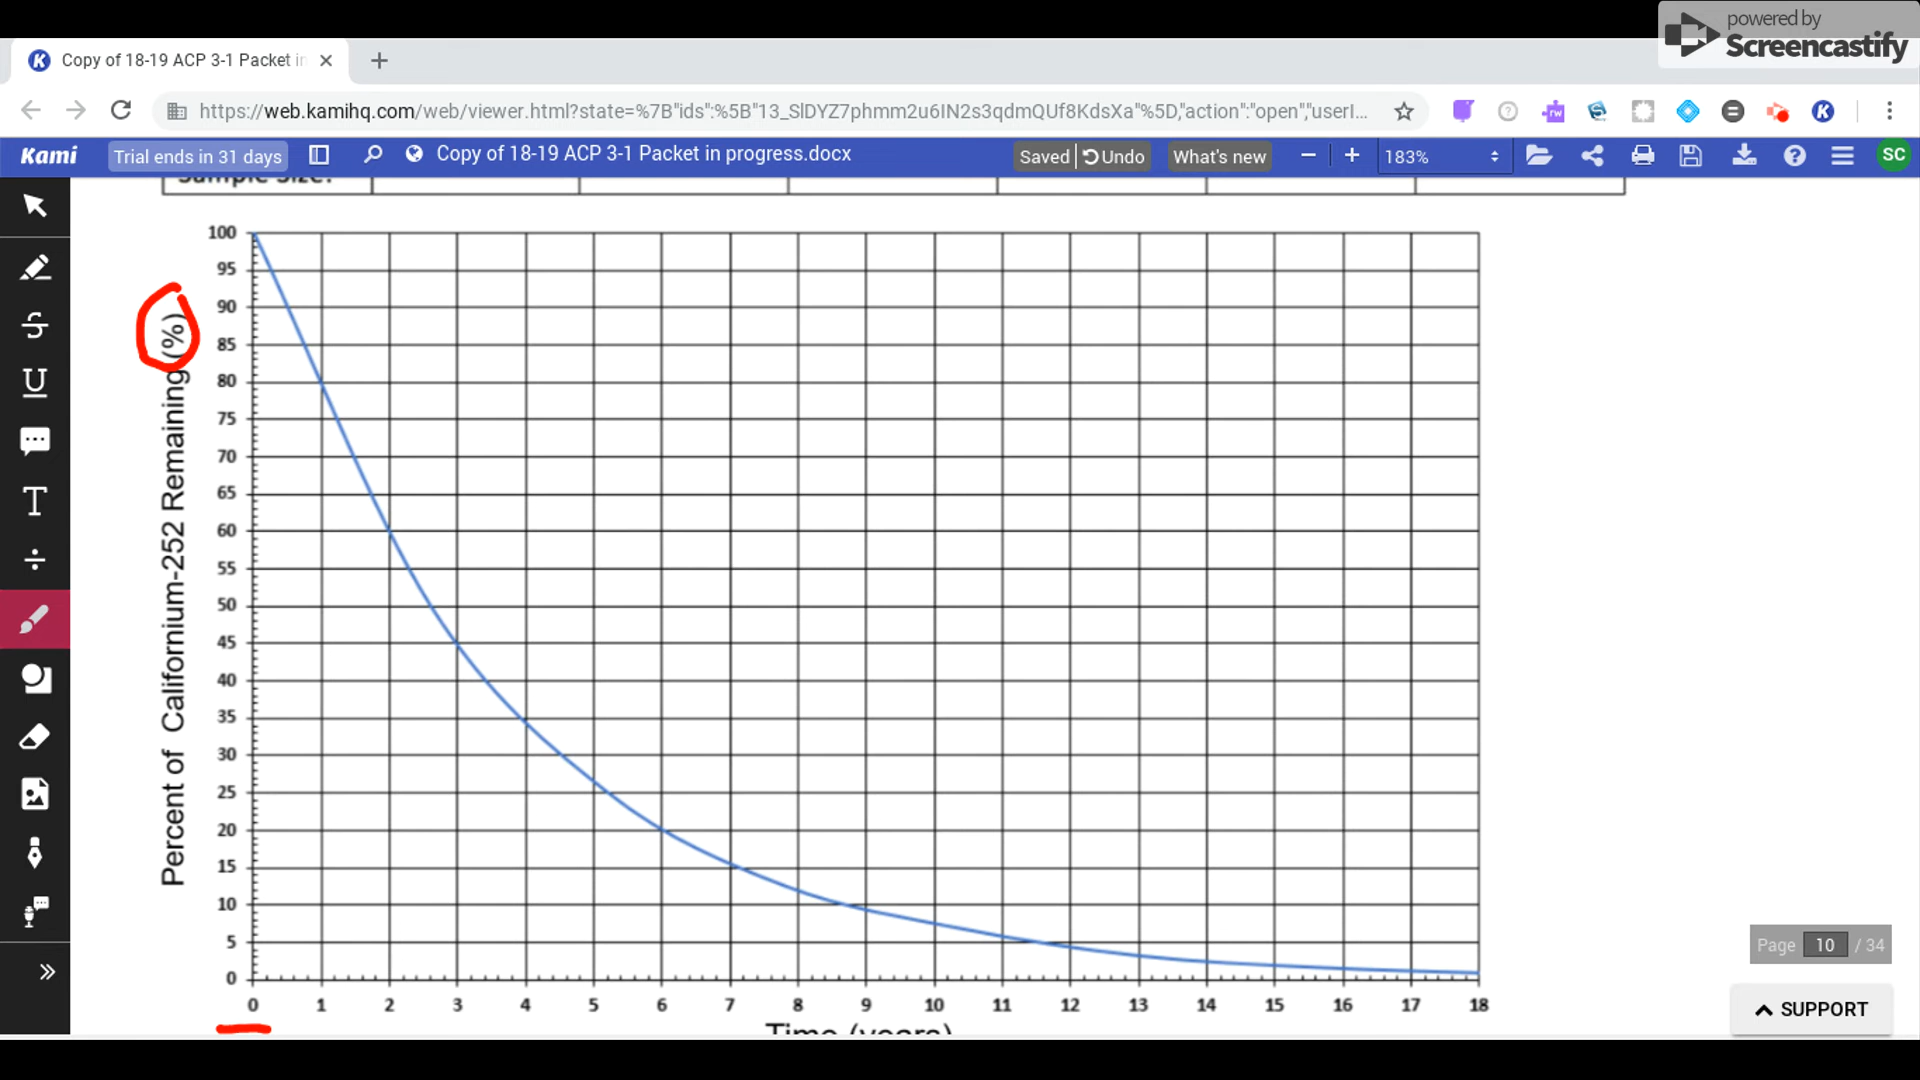 powered by
Screencastify
Copy of 18-19 ACP 3-1 Packet in
https://web.kamihq.com/web/viewer.html?state=%7B"ids":%5B"13_SlDYZ7phmm2u6IN2s3qdmQUf8KdsXa"%5D,"action":"open","userI...
Kami
Trial ends in 31 days
Copy of 18-19 ACP 3-1 Packet in progress.docx
Saved
Undo
What's new
183%
SC
Sample Size:
Percent of Californium-252 Remaining (%)
100
95
90
85
80
75
70
65
60
55
50
45
40
35
30
25
20
15
10
5
0
0 1 2 3 4 5 6 7 8 9 10 11 12 13 14 15 16 17 18
Time (years)
Page 10 / 34
SUPPORT